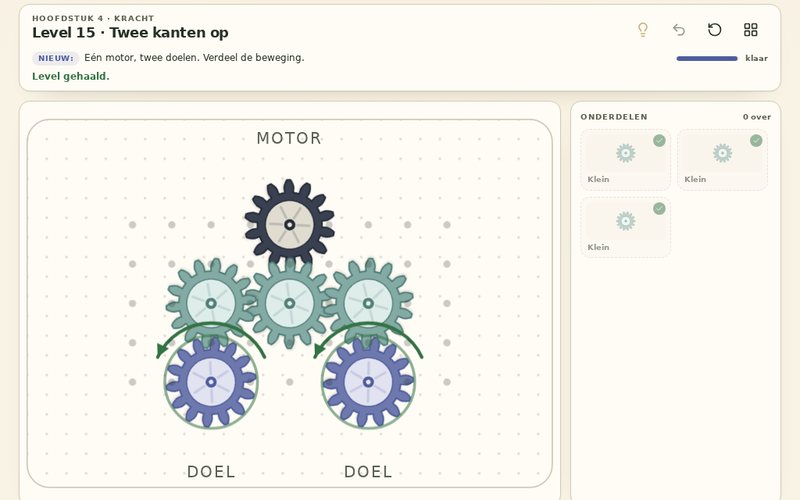 HOOFDSTUK 4 · KRACHT
Level 15 · Twee kanten op
NIEUW: Eén motor, twee doelen. Verdeel de beweging.
klaar
Level gehaald.
MOTOR
DOEL DOEL
ONDERDELEN 0 over
Klein Klein
Klein